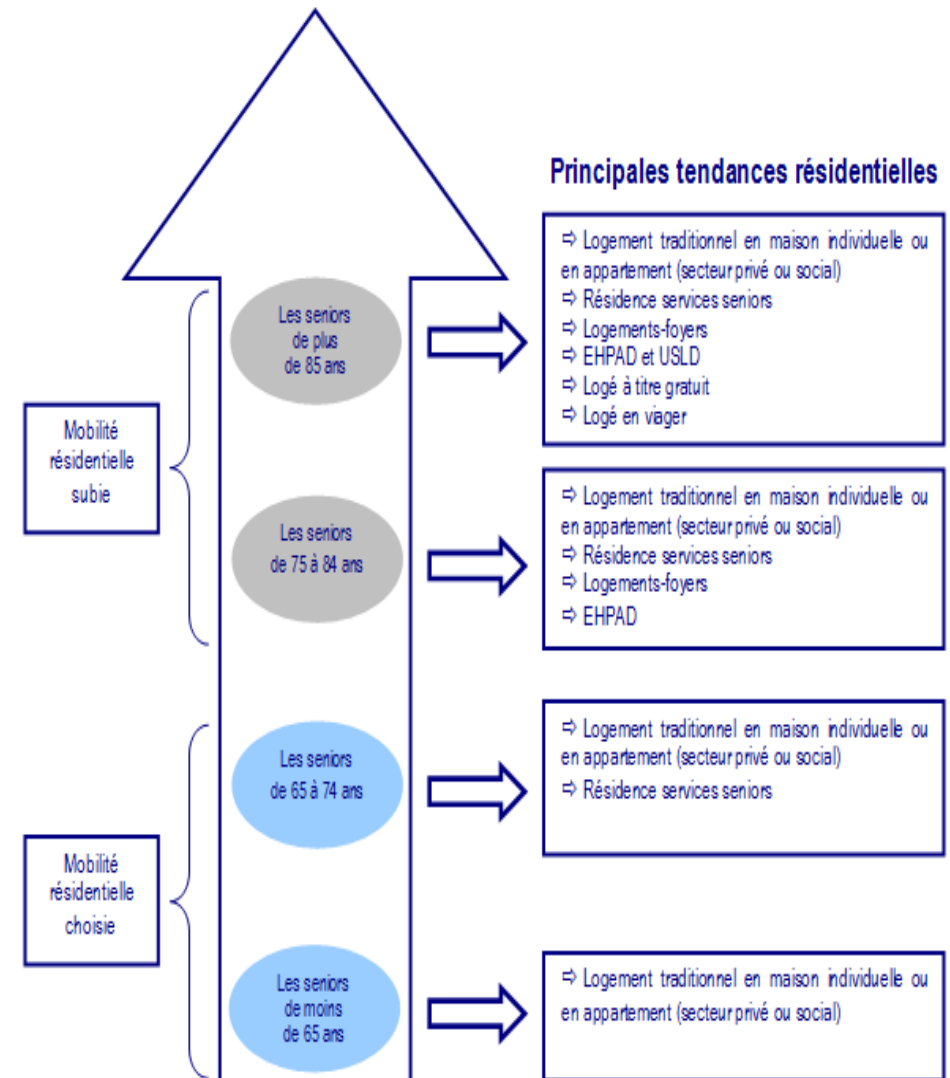 Principales tendances résidentielles
Les seniors
de plus
de 85 ans
⇨ Logement traditionnel en maison individuelle ou
en appartement (secteur privé ou social)
⇨ Résidence services seniors
⇨ Logements-foyers
⇨ EHPAD et USLD
⇨ Logé à titre gratuit
⇨ Logé en viager
Mobilité
résidentielle
subie
Les seniors
de 75 à 84 ans
⇨ Logement traditionnel en maison individuelle ou
en appartement (secteur privé ou social)
⇨ Résidence services seniors
⇨ Logements-foyers
⇨ EHPAD
Les seniors
de 65 à 74 ans
⇨ Logement traditionnel en maison individuelle ou
en appartement (secteur privé ou social)
⇨ Résidence services seniors
Mobilité
résidentielle
choisie
Les seniors
de moins
de 65 ans
⇨ Logement traditionnel en maison individuelle ou
en appartement (secteur privé ou social)